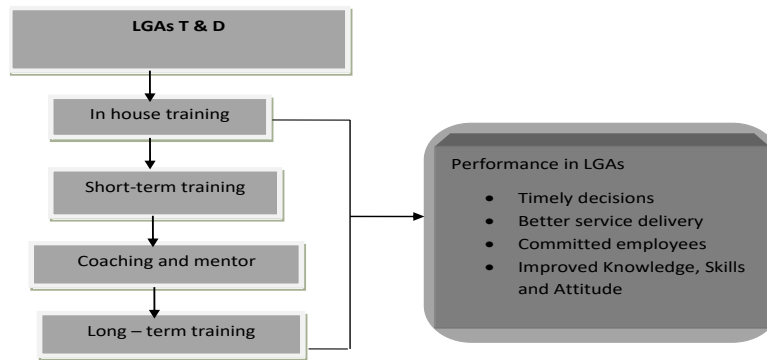 LGAs T & D
In house training
Short-term training
Coaching and mentor
Long – term training
Performance in LGAs
• Timely decisions
• Better service delivery
• Committed employees
• Improved Knowledge, Skills
and Attitude